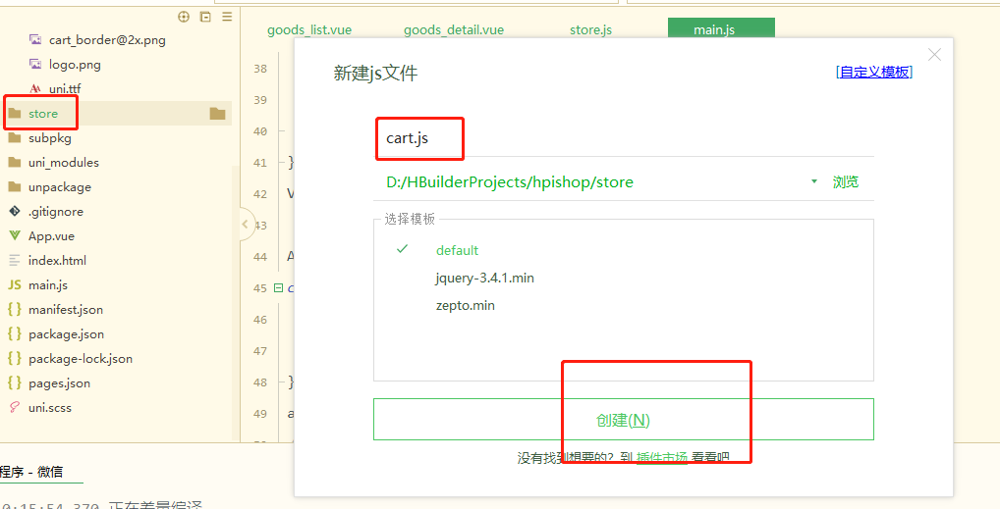 cart_border@2x.png
logo.png
uni.ttf
store
subpkg
uni_modules
unpackage
.gitignore
App.vue
index.html
main.js
manifest.json
package.json
package-lock.json
pages.json
uni.scss
goods_list.vue
goods_detail.vue
store.js
main.js
38
39
40
41 }
42 V
43
44 A
45 c
46
47
48 }
49 a
新建js文件
[自定义模板]
cart.js
D:/HBuilderProjects/hpishop/store
浏览
选择模板
default
jquery-3.4.1.min
zepto.min
创建(N)
没有找到想要的? 到 插件市场 看看吧
程序 - 微信
0:15:54.370 正在差量编译